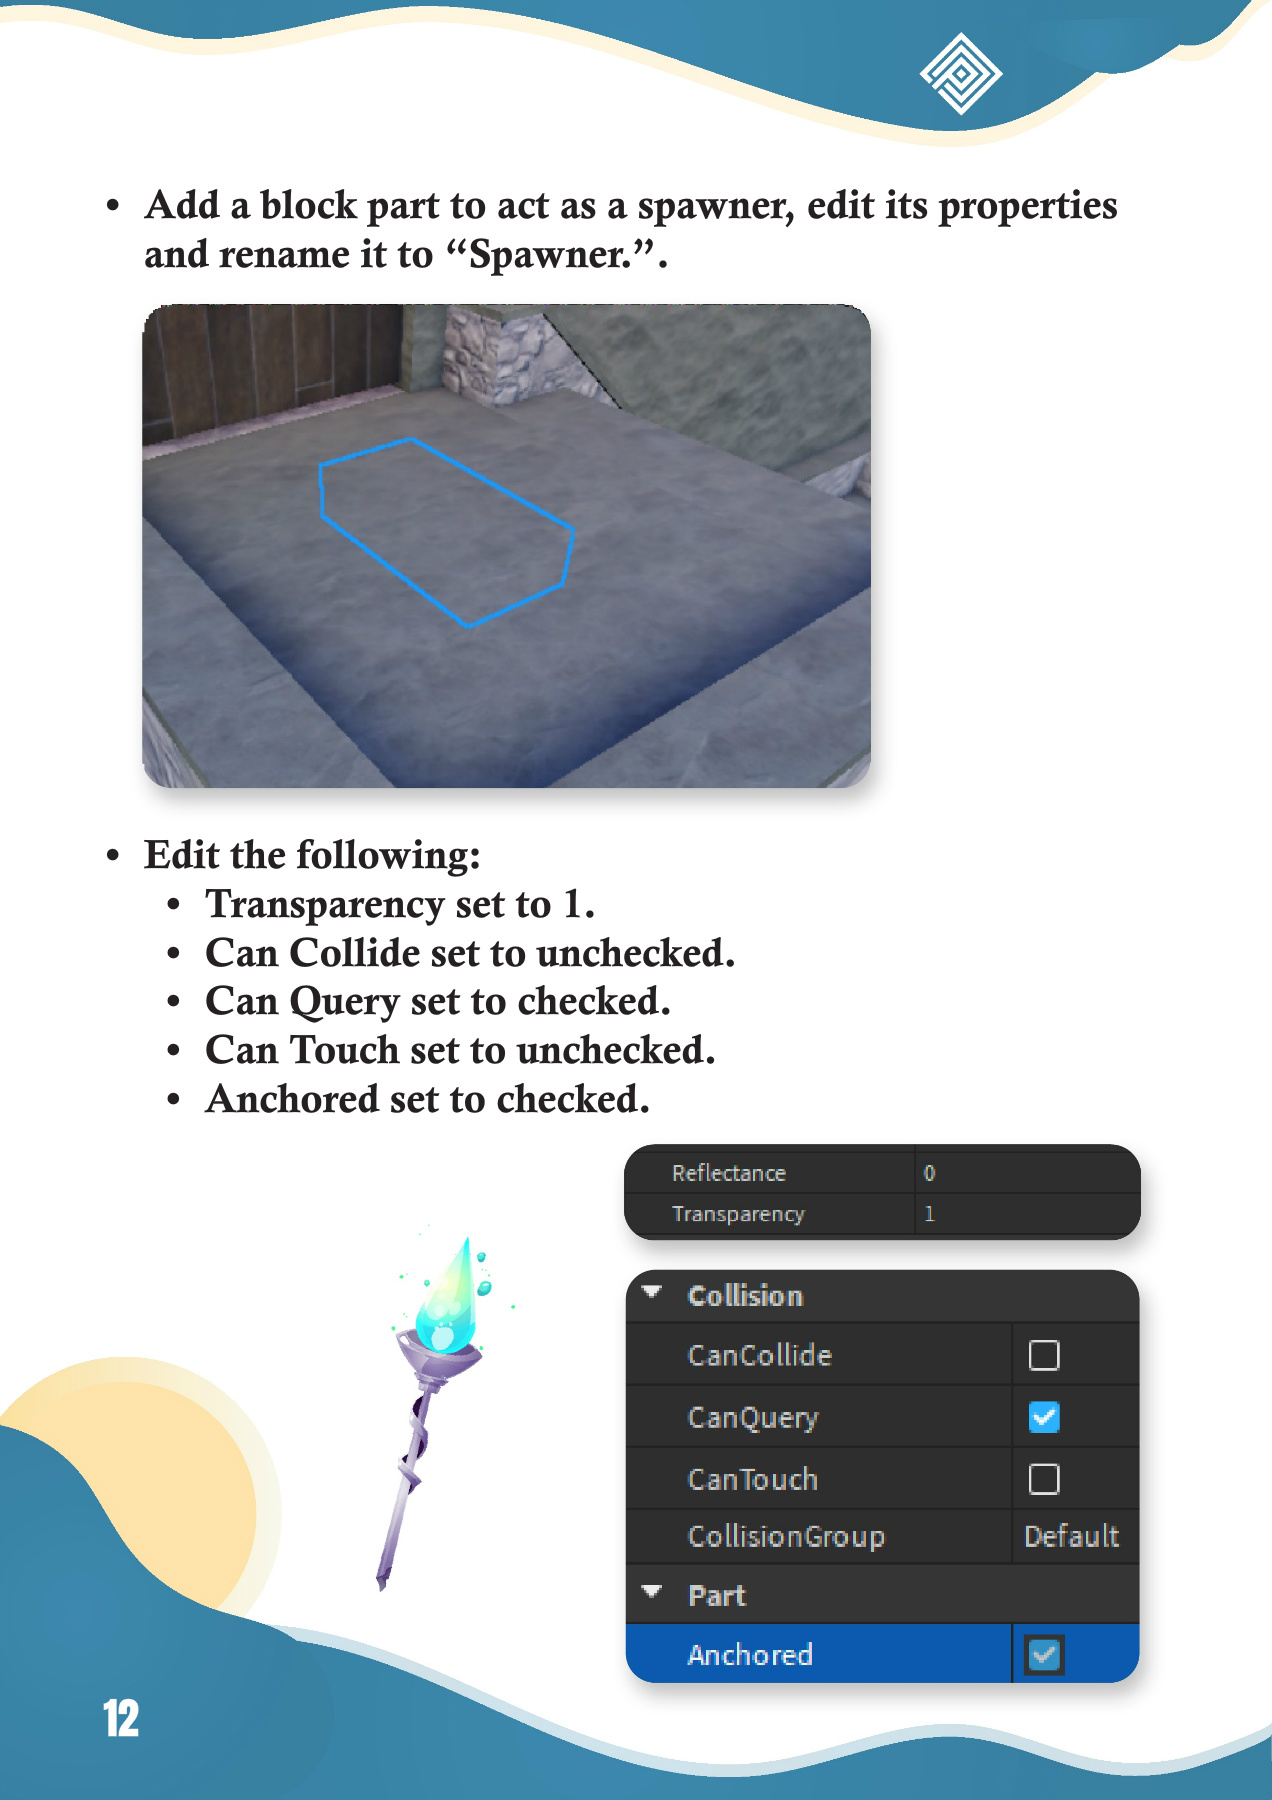 • Add a block part to act as a spawner, edit its properties
and rename it to “Spawner.”.
• Edit the following:
• Transparency set to 1.
• Can Collide set to unchecked.
• Can Query set to checked.
• Can Touch set to unchecked.
• Anchored set to checked.
Reflectance 0
Transparency 1
Collision
CanCollide
CanQuery
CanTouch
CollisionGroup Default
Part
Anchored
12